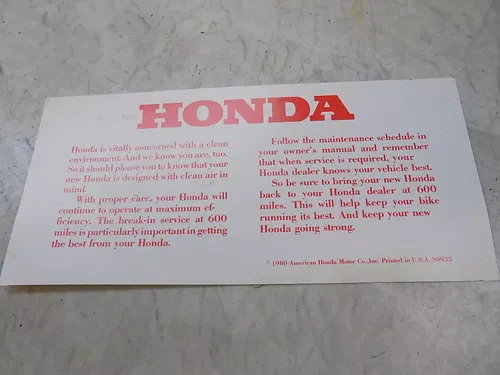 HONDA
Honda is vitally concerned with a clean
environment. And we know you are, too.
So it should please you to know that your
new Honda is designed with clean air in
mind.
With proper care, your Honda will
continue to operate at maximum ef-
ficiency. The break-in service at 600
miles is particularly important in getting
the best from your Honda.
Follow the maintenance schedule in
your owner's manual and remember
that when service is required, your
Honda dealer knows your vehicle best.
So be sure to bring your new Honda
back to your Honda dealer at 600
miles. This will help keep your bike
running its best. And keep your new
Honda going strong.
© 1980 American Honda Motor Co., Inc. Printed in U.S.A. S0933